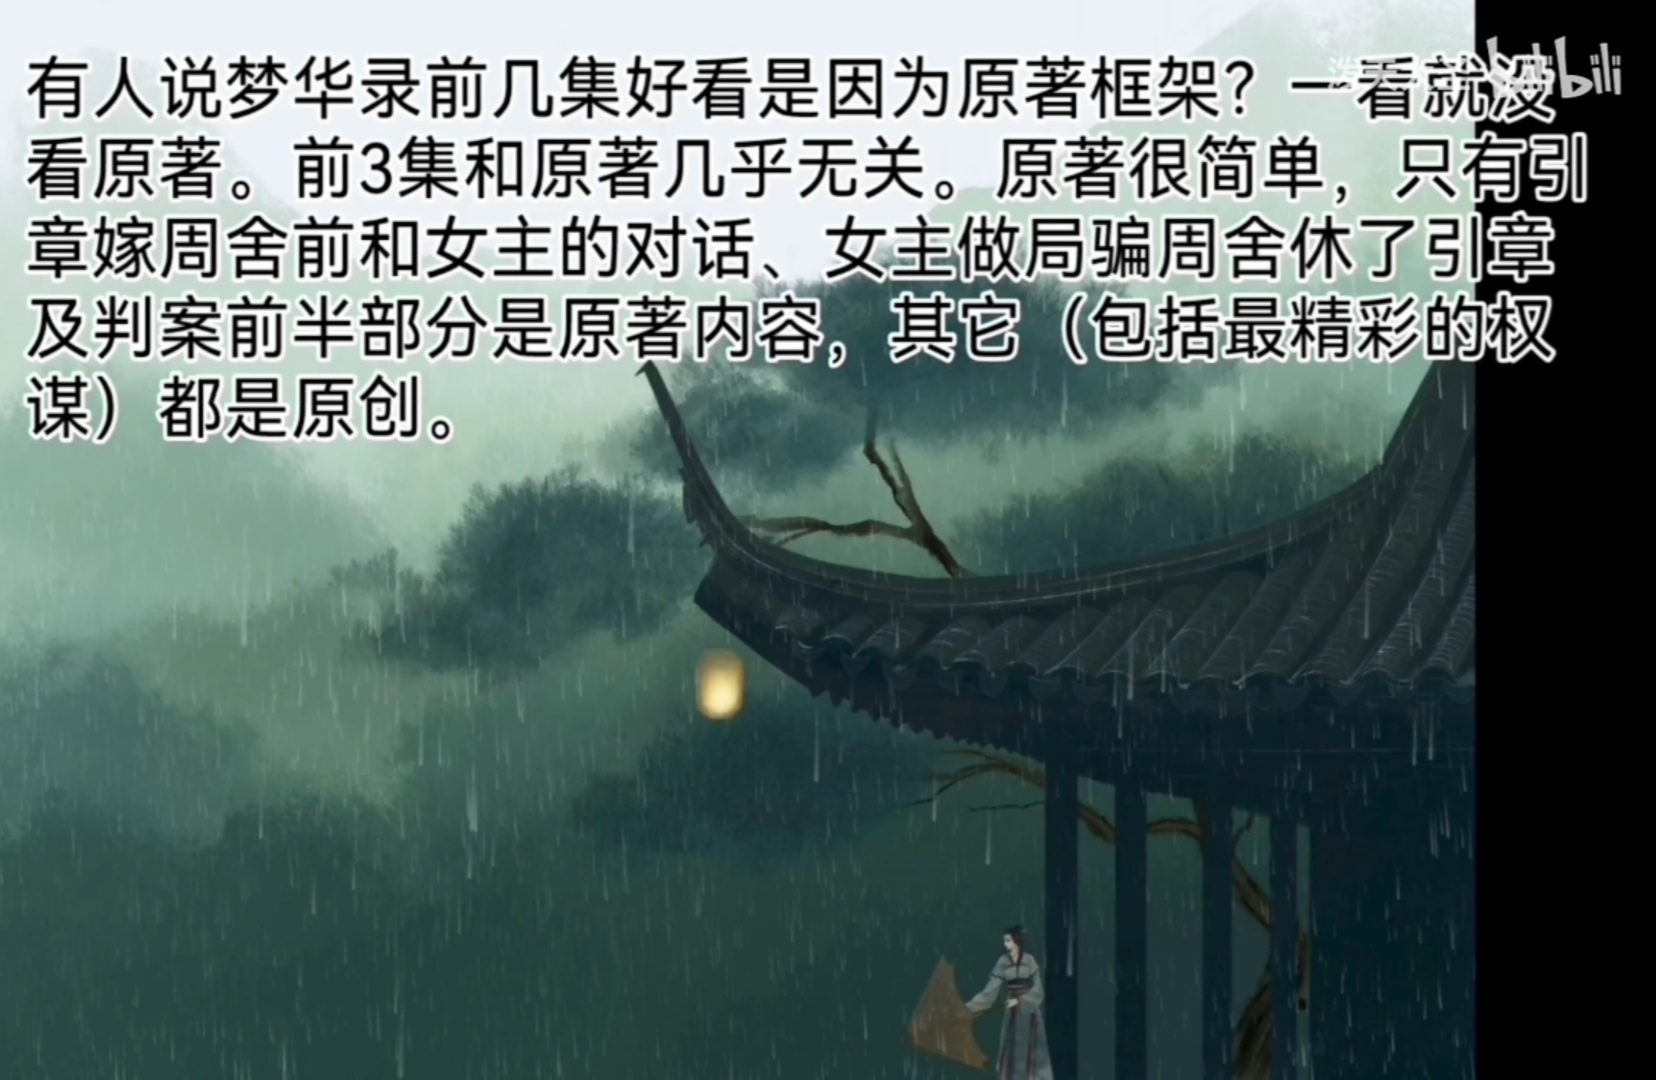 有人说梦华录前几集好看是因为原著框架？一看就没
看原著。前3集和原著几乎无关。原著很简单，只有引
章嫁周舍前和女主的对话、女主做局骗周舍休了引章
及判案前半部分是原著内容，其它（包括最精彩的权
谋）都是原创。
bilibili